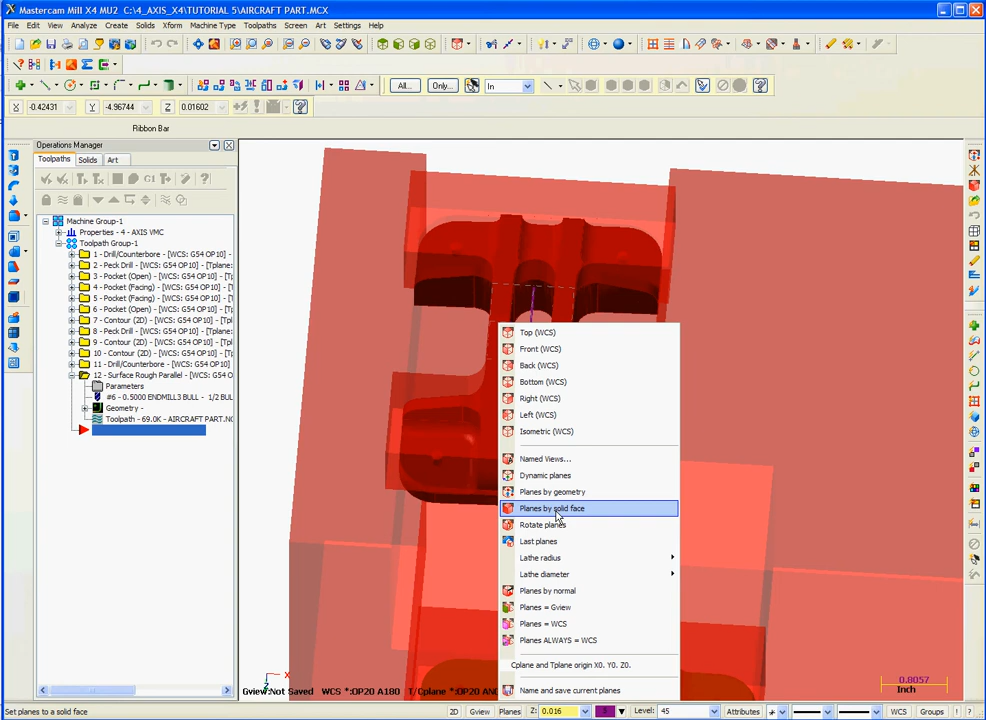 Mastercam Mill X4 MU2 C:\4_AXIS_X4\TUTORIAL 5\AIRCRAFT PART.MCX
File Edit View Analyze Create Solids Xform Machine Type Toolpaths Screen Art Settings Help
All... Only... In
X -0.42431 Y -4.96744 Z 0.01602
Ribbon Bar
Operations Manager
Toolpaths Solids Art
G1
Machine Group-1
Properties - 4 - AXIS VMC
Toolpath Group-1
1 - Drill/Counterbore - [WCS: G54 OP10] - [Tplane:
2 - Peck Drill - [WCS: G54 OP10] - [Tplane:
3 - Pocket (Open) - [WCS: G54 OP10] - [Tpl
4 - Pocket (Facing) - [WCS: G54 OP10] - [T
5 - Pocket (Facing) - [WCS: G54 OP10] - [T
6 - Pocket (Open) - [WCS: G54 OP10] - [Tpl
7 - Contour (2D) - [WCS: G54 OP10] - [Tpla
8 - Peck Drill - [WCS: G54 OP10] - [Tplane:
9 - Contour (2D) - [WCS: G54 OP10] - [Tpla
10 - Contour (2D) - [WCS: G54 OP10] - [Tpl
11 - Drill/Counterbore - [WCS: G54 OP10]
12 - Surface Rough Parallel - [WCS: G54 O
Parameters
#6 - 0.5000 ENDMILL3 BULL - 1/2 BUL
Geometry -
Toolpath - 69.0K - AIRCRAFT PART.NC
Top (WCS)
Front (WCS)
Back (WCS)
Bottom (WCS)
Right (WCS)
Left (WCS)
Isometric (WCS)
Named Views...
Dynamic planes
Planes by geometry
Planes by solid face
Rotate planes
Last planes
Lathe radius
Lathe diameter
Planes by normal
Planes = Gview
Planes = WCS
Planes ALWAYS = WCS
Cplane and Tplane origin X0. Y0. Z0.
Name and save current planes
X
Z
0.8057
Inch
Gview:Not Saved WCS *:OP20 A180 T/Cplane *:OP20 ANG
Set planes to a solid face
2D Gview Planes Z: 0.016 Level: 45 Attributes WCS Groups ! ?